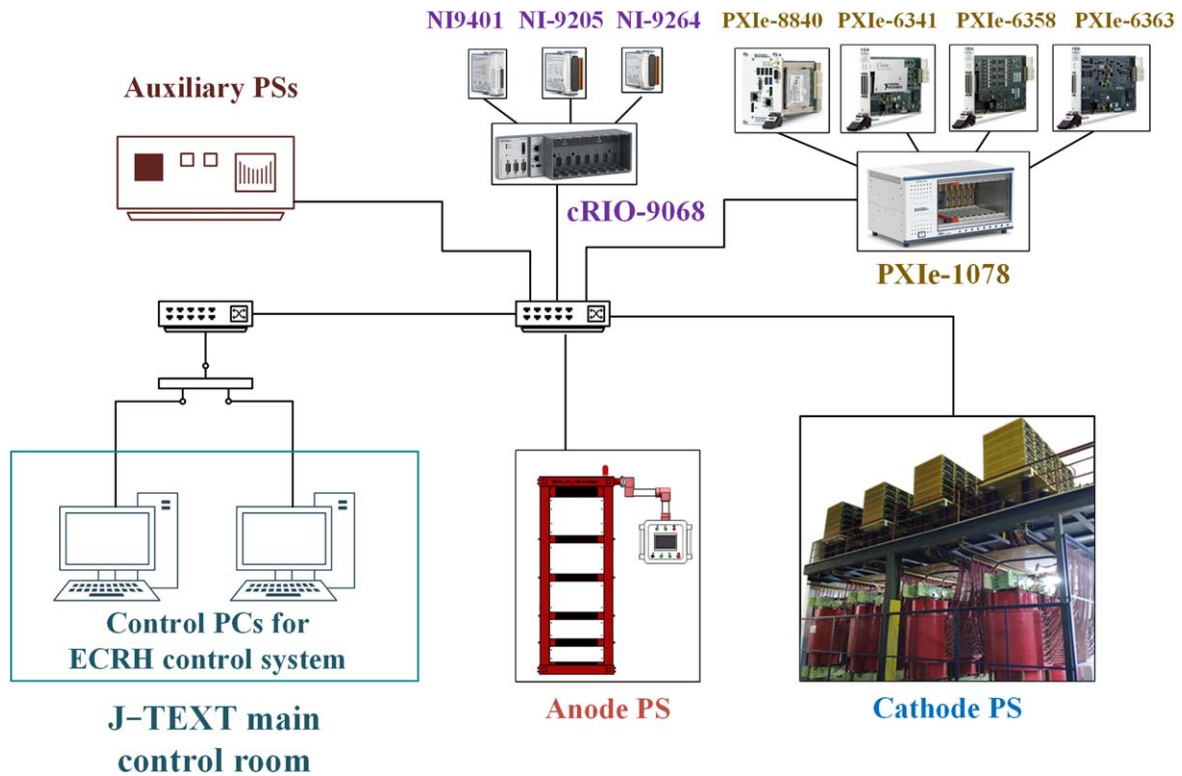 NI9401 NI-9205 NI-9264 PXIe-8840 PXIe-6341 PXIe-6358 PXIe-6363
Auxiliary PSs
cRIO-9068
PXIe-1078
Control PCs for
ECRH control system
Anode PS
Cathode PS
J-TEXT main
control room